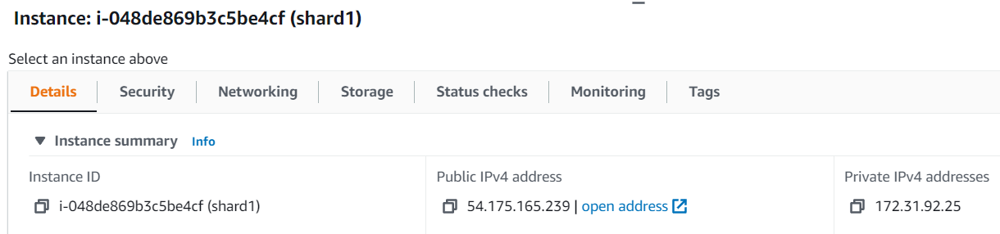 Instance: i-048de869b3c5be4cf (shard1)
Select an instance above
Details Security Networking Storage Status checks Monitoring Tags
Instance summary Info
Instance ID Public IPv4 address Private IPv4 addresses
i-048de869b3c5be4cf (shard1) 54.175.165.239 | open address 172.31.92.25